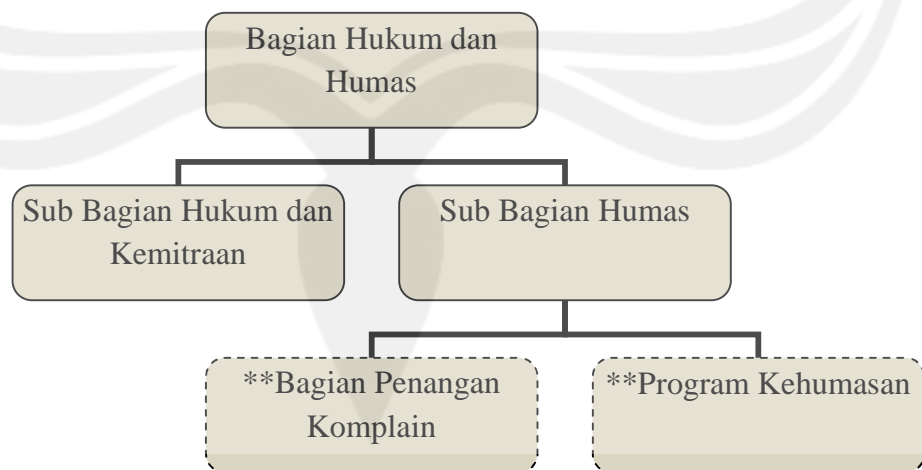 Bagian Hukum dan
Humas
Sub Bagian Hukum dan
Kemitraan
Sub Bagian Humas
**Bagian Penangan
Komplain
**Program Kehumasan